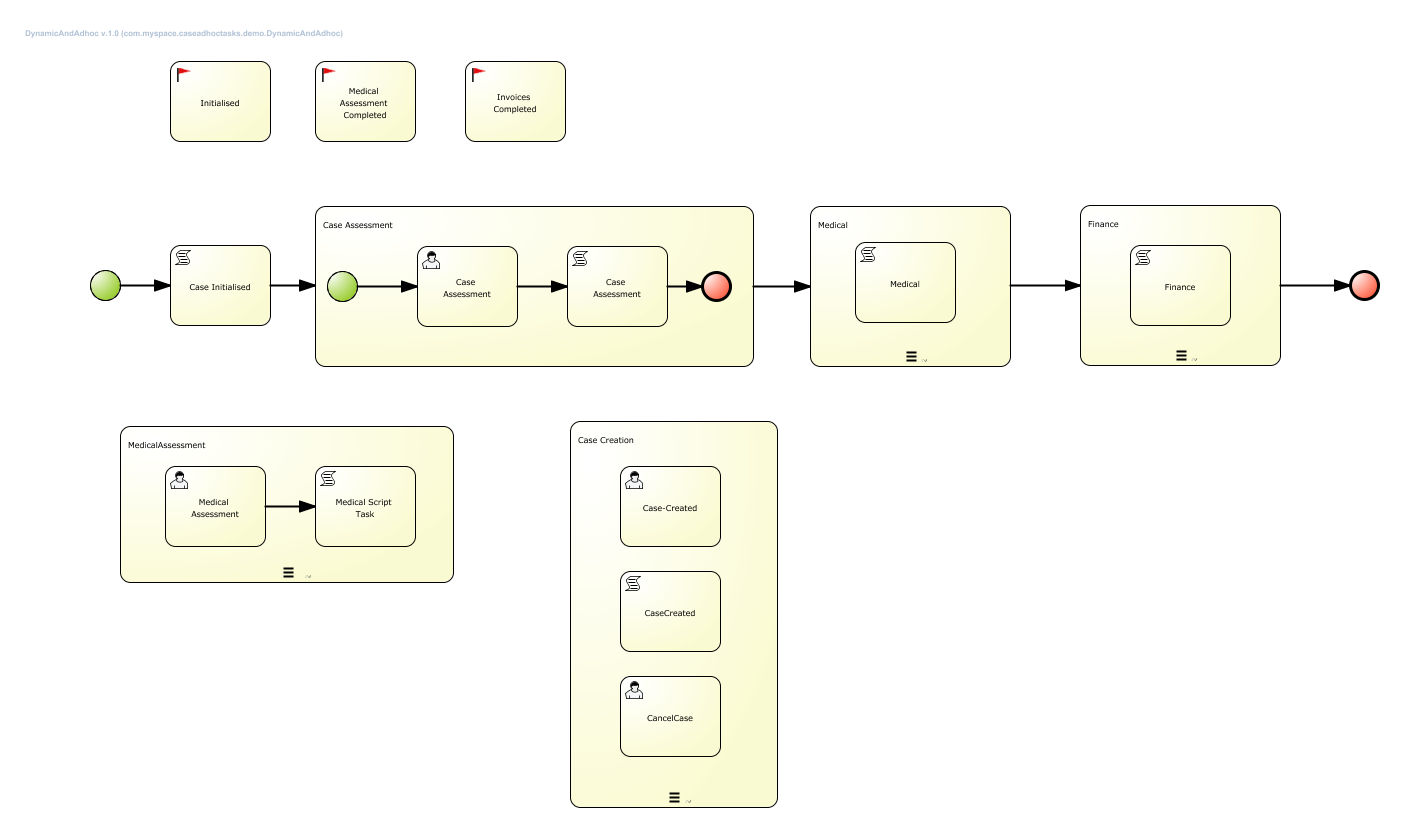 DynamicAndAdhoc v.1.0 (com.myspace.caseadhoctasks.demo.DynamicAndAdhoc)
Initialised
Medical
Assessment
Completed
Invoices
Completed
Case Initialised
Case Assessment
Case
Assessment
Case
Assessment
Medical
Medical
Finance
Finance
MedicalAssessment
Medical
Assessment
Medical Script
Task
Case Creation
Case-Created
CaseCreated
CancelCase